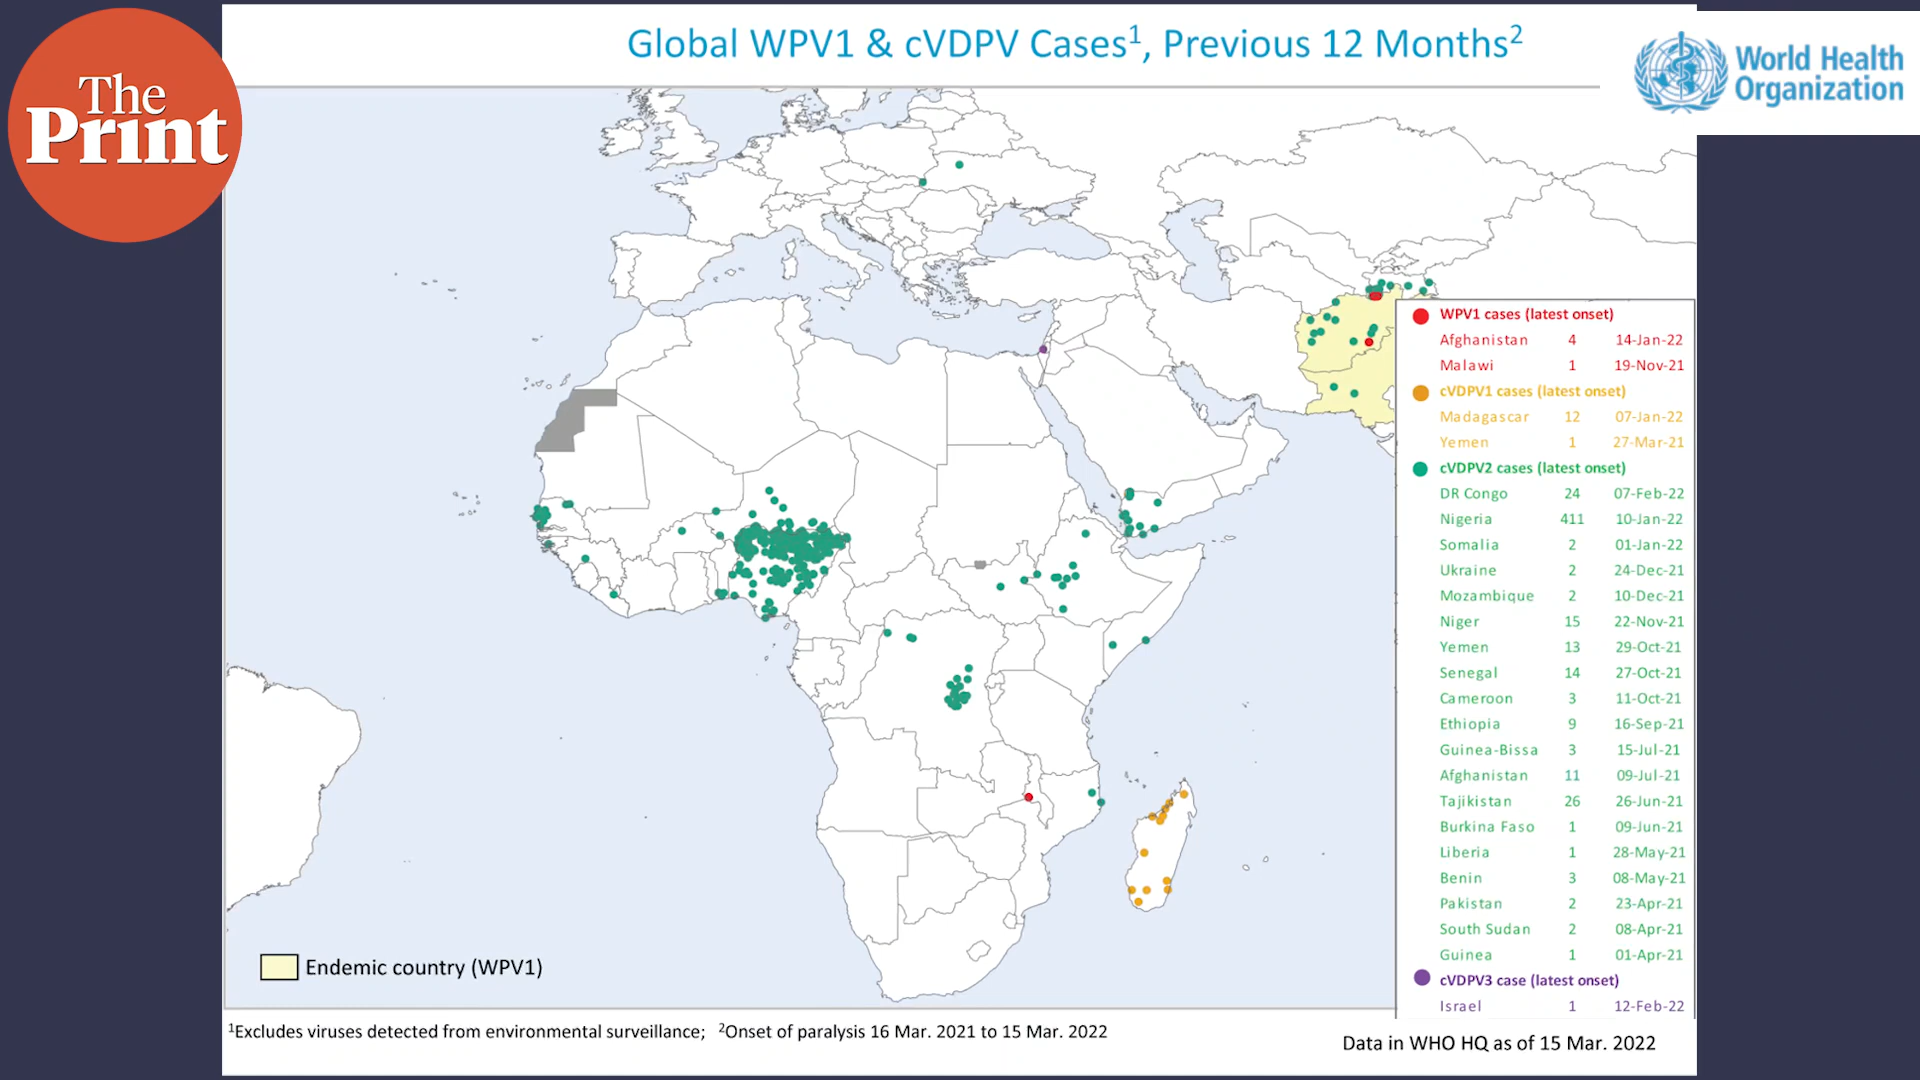 The
Print
Global WPV1 & cVDPV Cases¹, Previous 12 Months²
World Health
Organization
WPV1 cases (latest onset)
Afghanistan 4 14-Jan-22
Malawi 1 19-Nov-21
cVDPV1 cases (latest onset)
Madagascar 12 07-Jan-22
Yemen 1 27-Mar-21
cVDPV2 cases (latest onset)
DR Congo 24 07-Feb-22
Nigeria 411 10-Jan-22
Somalia 2 01-Jan-22
Ukraine 2 24-Dec-21
Mozambique 2 10-Dec-21
Niger 15 22-Nov-21
Yemen 13 29-Oct-21
Senegal 14 27-Oct-21
Cameroon 3 11-Oct-21
Ethiopia 9 16-Sep-21
Guinea-Bissa 3 15-Jul-21
Afghanistan 11 09-Jul-21
Tajikistan 26 26-Jun-21
Burkina Faso 1 09-Jun-21
Liberia 1 28-May-21
Benin 3 08-May-21
Pakistan 2 23-Apr-21
South Sudan 2 08-Apr-21
Guinea 1 01-Apr-21
cVDPV3 case (latest onset)
Israel 1 12-Feb-22
Endemic country (WPV1)
¹Excludes viruses detected from environmental surveillance; ²Onset of paralysis 16 Mar. 2021 to 15 Mar. 2022
Data in WHO HQ as of 15 Mar. 2022